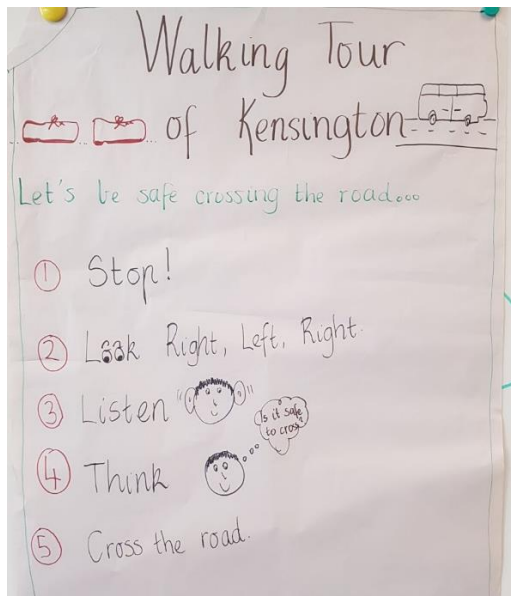 Walking Tour
of Kensington
Let's be safe crossing the road...
1 Stop!
2 Look Right, Left, Right.
3 Listen
Is it safe
to cross
4 Think
5 Cross the road.